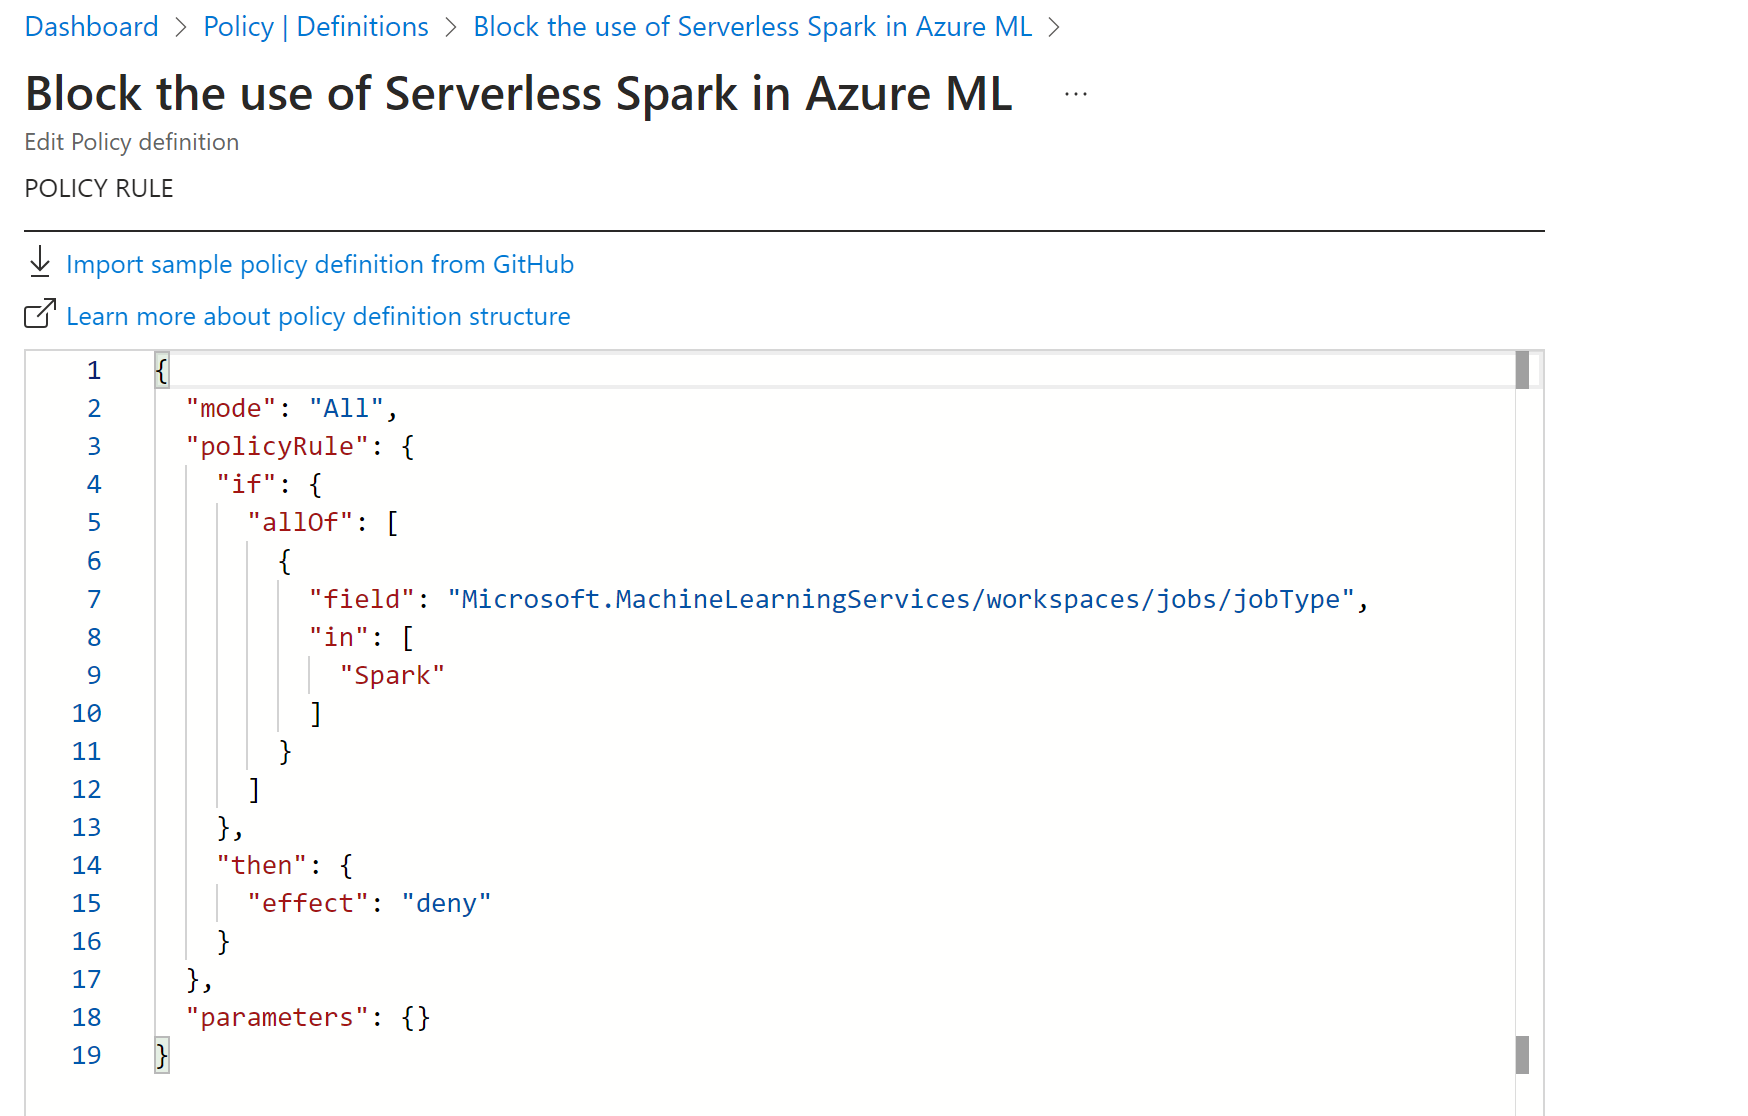 Dashboard > Policy | Definitions > Block the use of Serverless Spark in Azure ML >
Block the use of Serverless Spark in Azure ML ...
Edit Policy definition
POLICY RULE
Import sample policy definition from GitHub
Learn more about policy definition structure
1 {
2 "mode": "All",
3 "policyRule": {
4 "if": {
5 "allOf": [
6 {
7 "field": "Microsoft.MachineLearningServices/workspaces/jobs/jobType",
8 "in": [
9 "Spark"
10 ]
11 }
12 ]
13 },
14 "then": {
15 "effect": "deny"
16 }
17 },
18 "parameters": {}
19 }